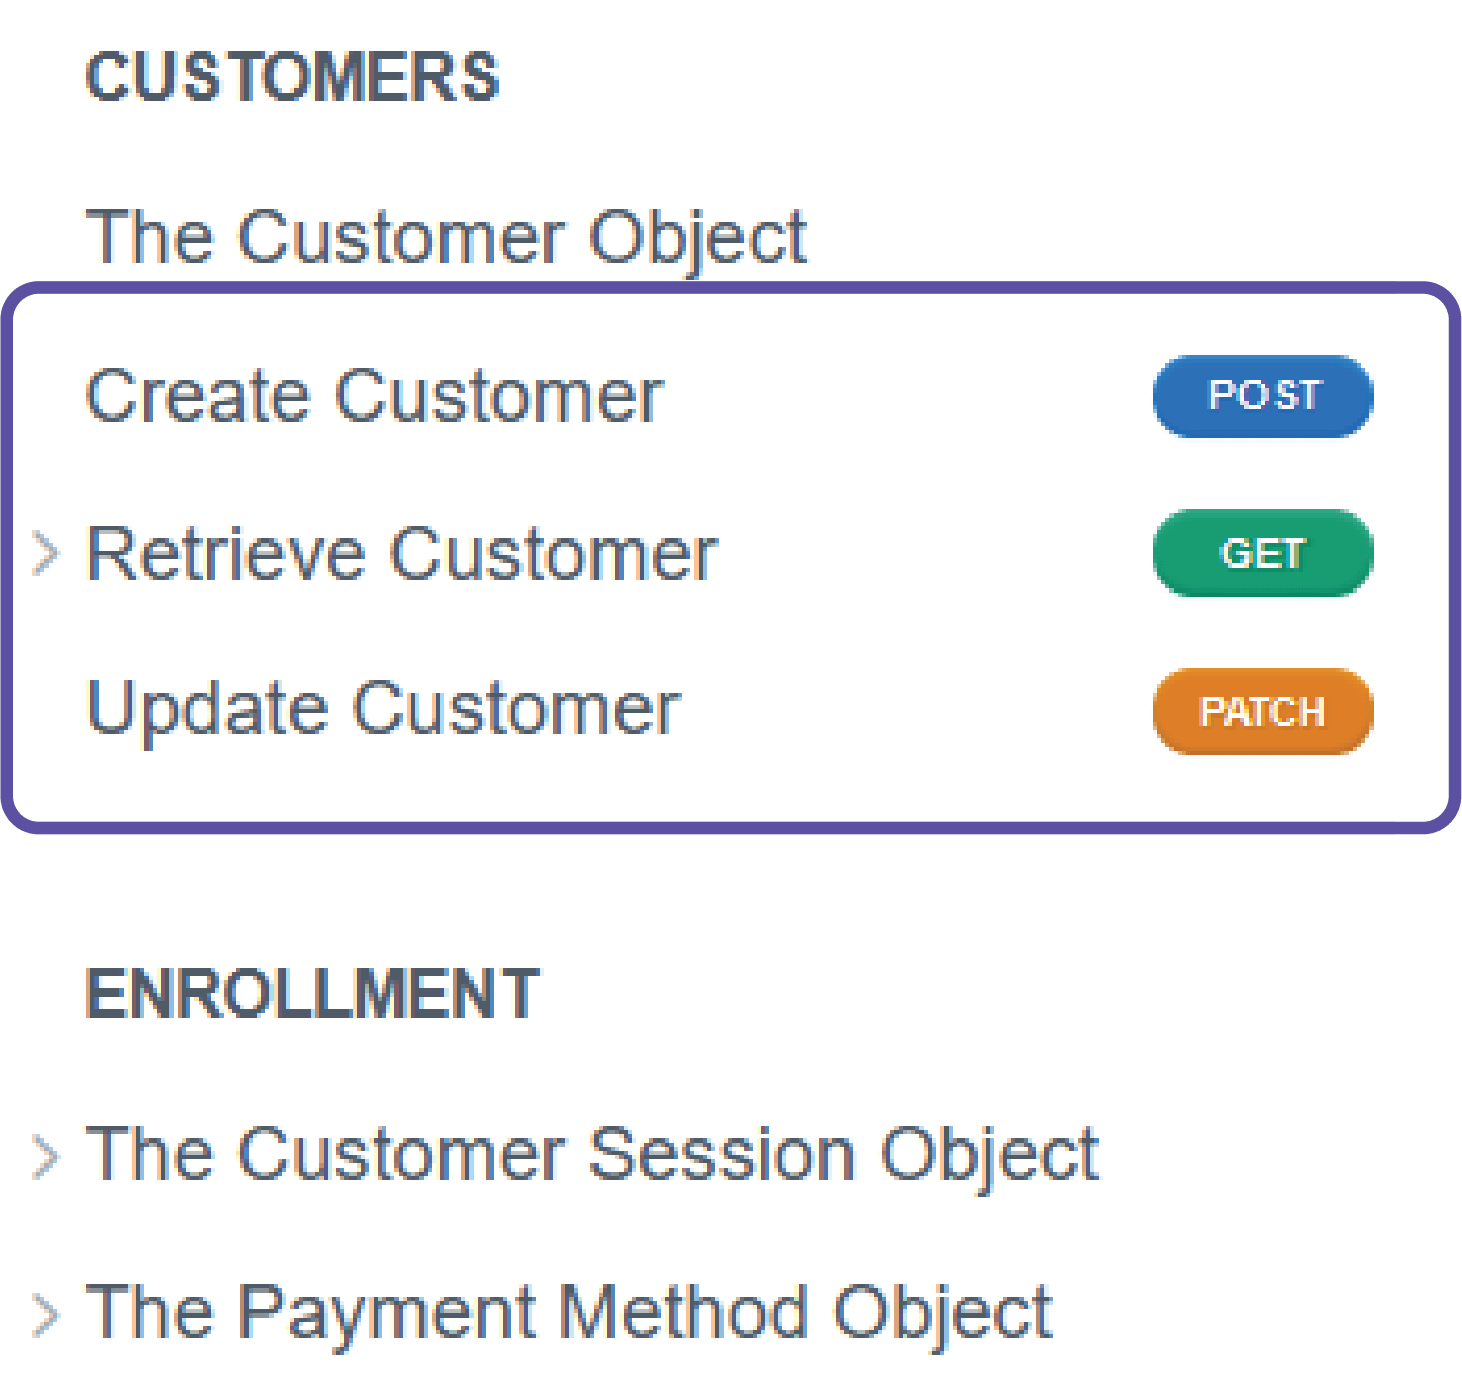 CUSTOMERS
The Customer Object
Create Customer POST
Retrieve Customer GET
Update Customer PATCH
ENROLLMENT
The Customer Session Object
The Payment Method Object